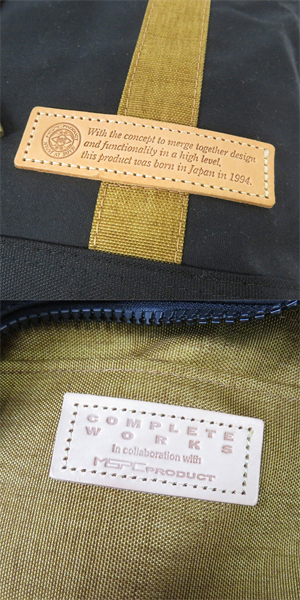 With the concept to merge together design
and functionality in a high level,
this product was born in Japan in 1994.
COMPLETE
WORKS
in collaboration with
MSPC PRODUCT